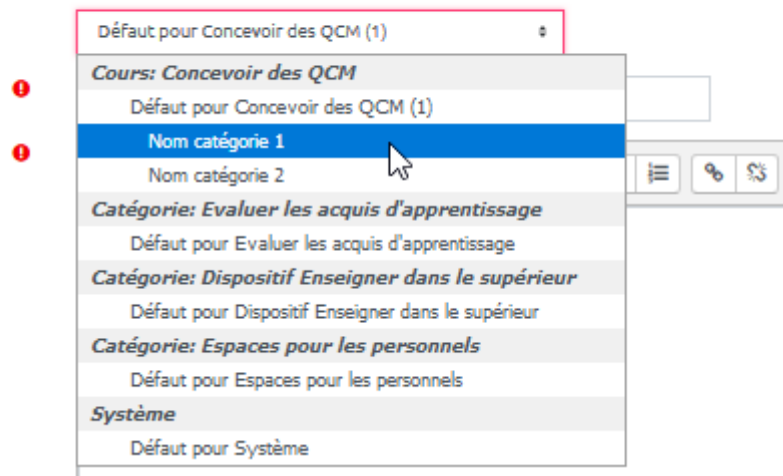 Défaut pour Concevoir des QCM (1)
Cours: Concevoir des QCM
Défaut pour Concevoir des QCM (1)
Nom catégorie 1
Nom catégorie 2
Catégorie: Evaluer les acquis d'apprentissage
Défaut pour Evaluer les acquis d'apprentissage
Catégorie: Dispositif Enseigner dans le supérieur
Défaut pour Dispositif Enseigner dans le supérieur
Catégorie: Espaces pour les personnels
Défaut pour Espaces pour les personnels
Système
Défaut pour Système